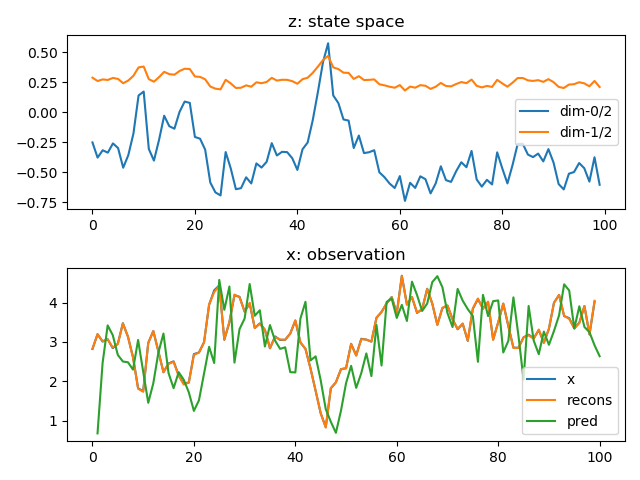 z: state space
0.50
0.25
0.00
−0.25
−0.50
−0.75
dim-0/2
dim-1/2
0 20 40 60 80 100
x: observation
4
3
2
1
x
recons
pred
0 20 40 60 80 100